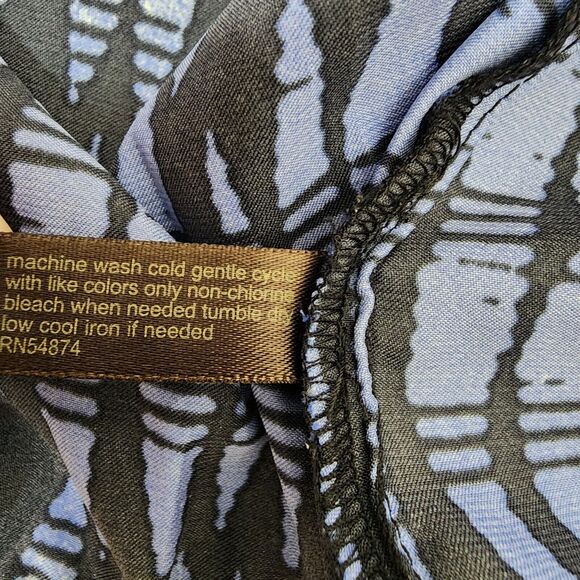 machine wash cold gentle cycle
with like colors only non-chlorine
bleach when needed tumble dry
low cool iron if needed
RN54874